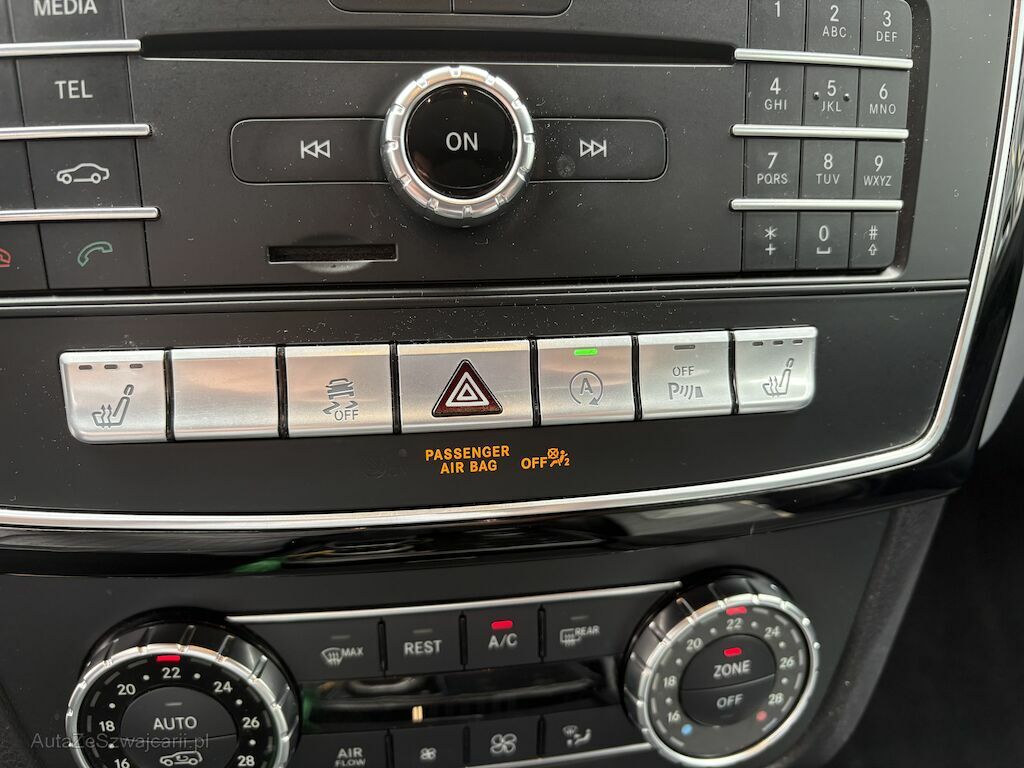 MEDIA
TEL
ON
1
2
ABC
3
DEF
4
GHI
5
JKL
6
MNO
7
PQRS
8
TUV
9
WXYZ
*
+
0
#
OFF
A
OFF
P
PASSENGER
AIR BAG
OFF
2
MAX
REST
A/C
REAR
16
18
20
22
24
26
28
AUTO
AIR
FLOW
16
18
20
22
24
26
28
ZONE
OFF
AutaZeSzwajcarii.pl